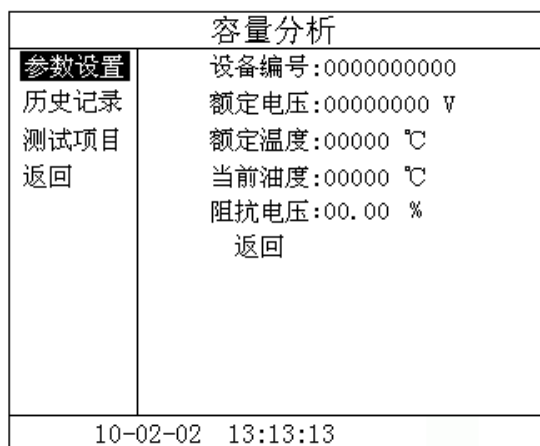 容量分析
参数设置
历史记录
测试项目
返回
设备编号:0000000000
额定电压:00000000 V
额定温度:00000 ℃
当前油度:00000 ℃
阻抗电压:00.00 %
返回
10-02-02 13:13:13